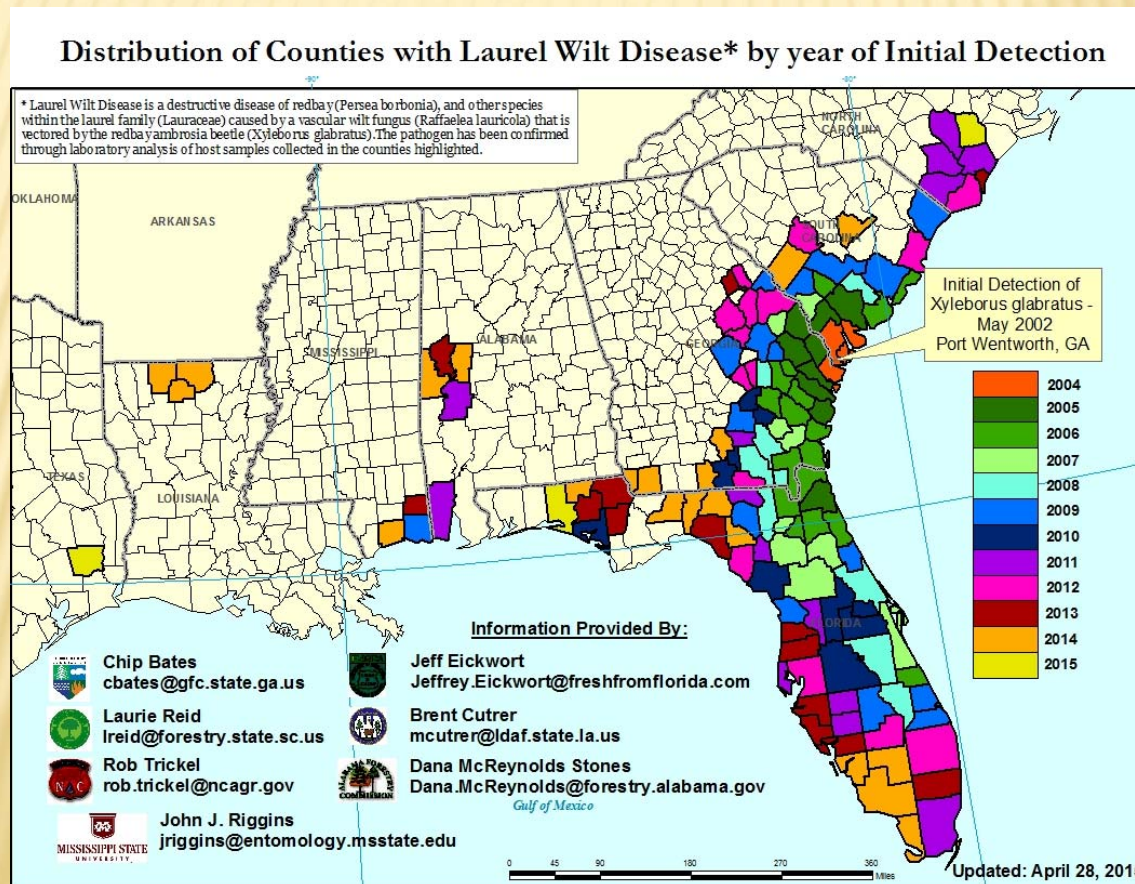 Distribution of Counties with Laurel Wilt Disease* by year of Initial Detection
-90°
-80°
* Laurel Wilt Disease is a destructive disease of redbay (Persea borbonia), and other species
within the laurel family (Lauraceae) caused by a vascular wilt fungus (Raffaelea lauricola) that is
vectored by the redbay ambrosia beetle (Xyleborus glabratus). The pathogen has been confirmed
through laboratory analysis of host samples collected in the counties highlighted.
NORTH
CAROLINA
OKLAHOMA
ARKANSAS
SOUTH
CAROLINA
Initial Detection of
Xyleborus glabratus -
May 2002
Port Wentworth, GA
MISSISSIPPI
ALABAMA
GEORGIA
2004
2005
2006
2007
2008
2009
2010
2011
2012
2013
2014
2015
TEXAS
LOUISIANA
FLORIDA
Information Provided By:
Chip Bates
cbates@gfc.state.ga.us
Laurie Reid
lreid@forestry.state.sc.us
Rob Trickel
rob.trickel@ncagr.gov
N C
John J. Riggins
jriggins@entomology.msstate.edu
MISSISSIPPI STATE
UNIVERSITY
Jeff Eickwort
Jeffrey.Eickwort@freshfromflorida.com
Brent Cutrer
mcutrer@ldaf.state.la.us
Dana McReynolds Stones
Dana.McReynolds@forestry.alabama.gov
ALABAMA FORESTRY
COMMISSION
Gulf of Mexico
0 45 90 180 270 360
Miles
Updated: April 28, 201